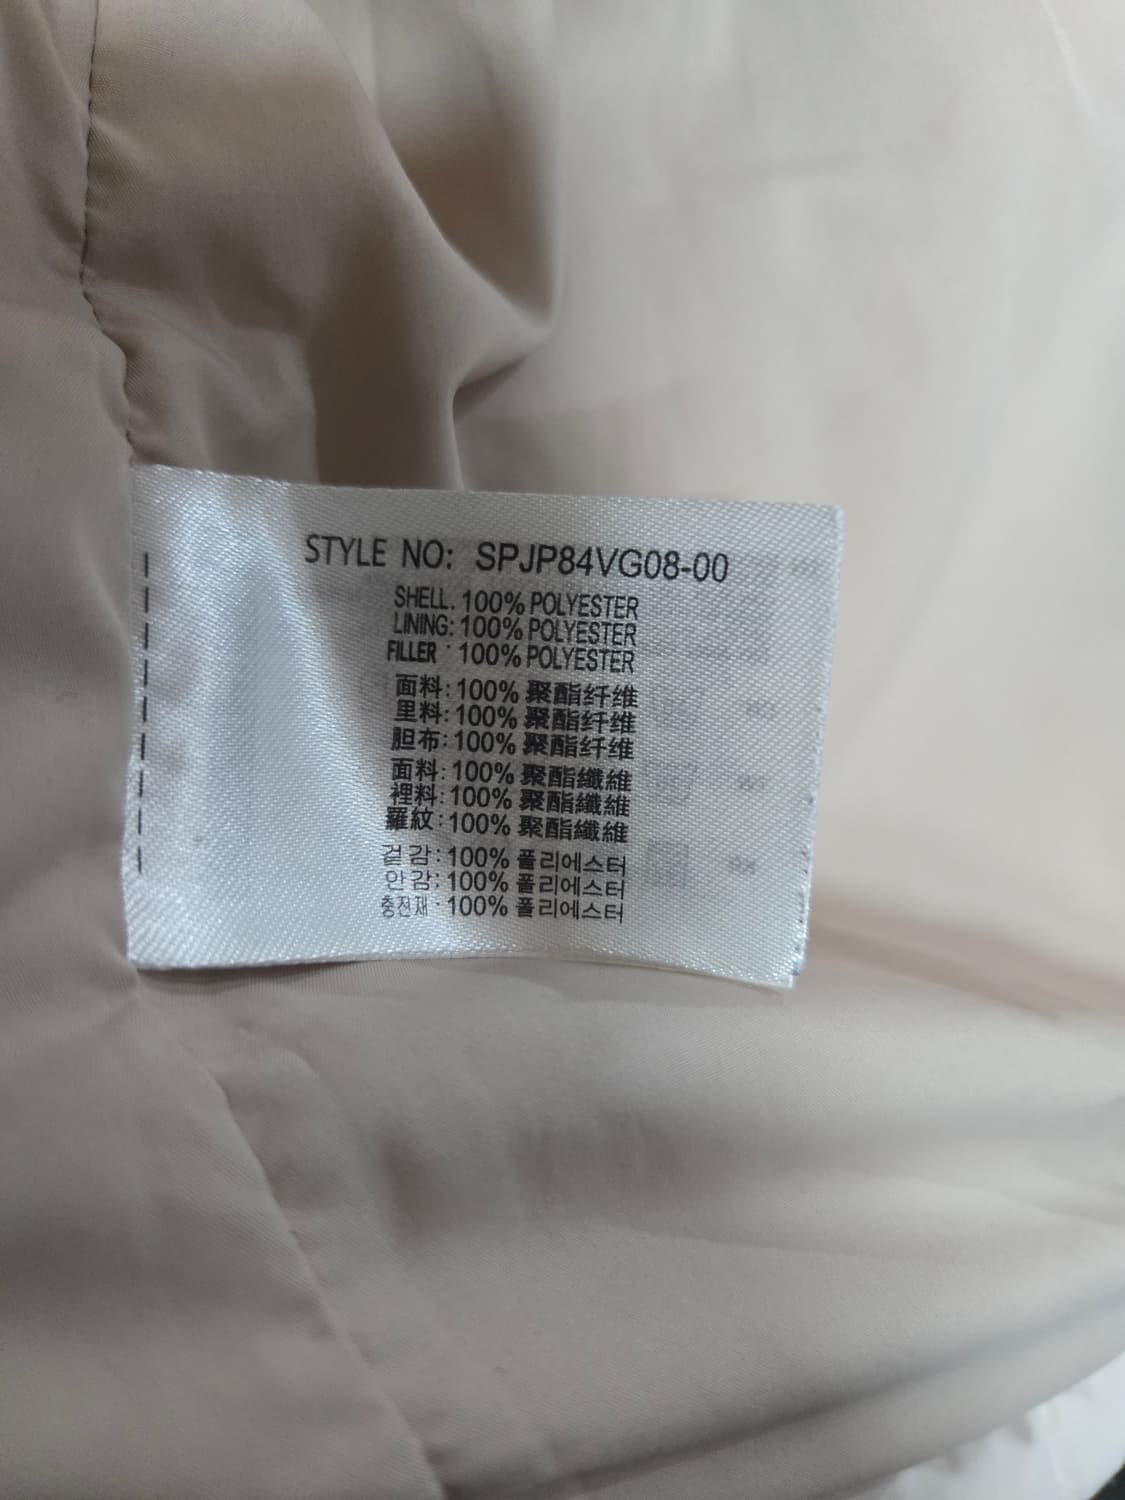 STYLE NO: SPJP84VG08-00
SHELL. 100% POLYESTER
LINING: 100% POLYESTER
FILLER : 100% POLYESTER
面料: 100% 聚酯纤维
里料: 100% 聚酯纤维
胆布: 100% 聚酯纤维
面料: 100% 聚酯纖維
裡料: 100% 聚酯纖維
羅紋: 100% 聚酯纖維
겉감: 100% 폴리에스터
안감: 100% 폴리에스터
충전재 · 100% 폴리에스터